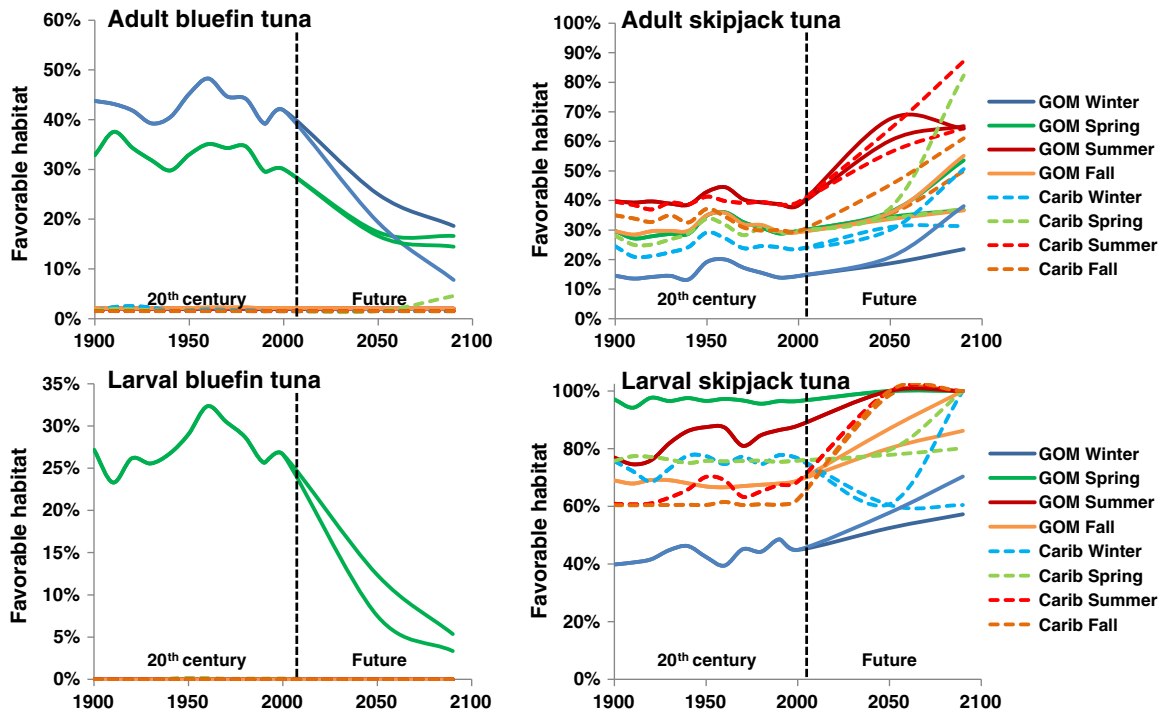 Adult bluefin tuna
60%
50%
40%
30%
20%
10%
0%
Favorable habitat
20th century
Future
1900
1950
2000
2050
2100
Adult skipjack tuna
100%
90%
80%
70%
60%
50%
40%
30%
20%
10%
0%
Favorable habitat
20th century
Future
1900
1950
2000
2050
2100
GOM Winter
GOM Spring
GOM Summer
GOM Fall
Carib Winter
Carib Spring
Carib Summer
Carib Fall
Larval bluefin tuna
35%
30%
25%
20%
15%
10%
5%
0%
Favorable habitat
20th century
Future
1900
1950
2000
2050
2100
Larval skipjack tuna
100%
80%
60%
40%
20%
0%
Favorable habitat
20th century
Future
1900
1950
2000
2050
2100
GOM Winter
GOM Spring
GOM Summer
GOM Fall
Carib Winter
Carib Spring
Carib Summer
Carib Fall